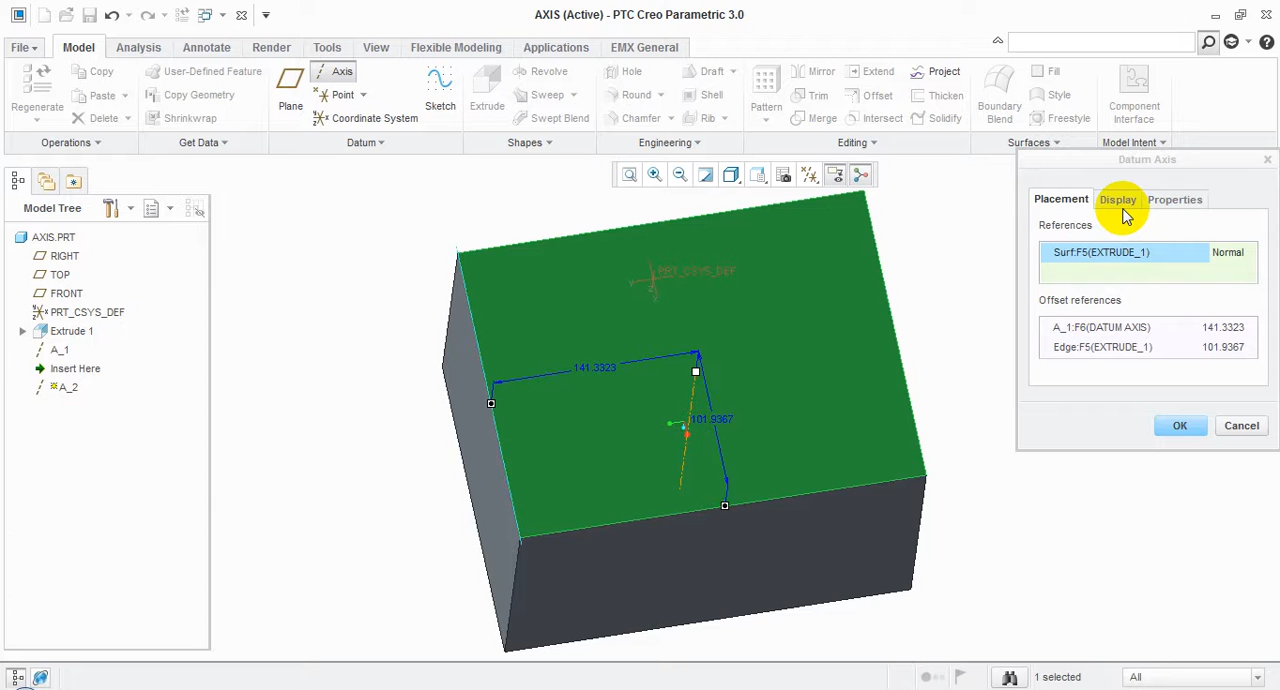 AXIS (Active) - PTC Creo Parametric 3.0
File Model Analysis Annotate Render Tools View Flexible Modeling Applications EMX General
Regenerate
Copy
Paste
Delete
Operations
User-Defined Feature
Copy Geometry
Shrinkwrap
Get Data
Plane
Axis
Point
Coordinate System
Sketch
Datum
Extrude
Revolve
Sweep
Swept Blend
Shapes
Hole
Round
Chamfer
Draft
Shell
Rib
Engineering
Pattern
Mirror
Trim
Merge
Extend
Offset
Intersect
Project
Thicken
Solidify
Editing
Boundary
Blend
Fill
Style
Freestyle
Surfaces
Component
Interface
Model Intent
Model Tree
AXIS.PRT
RIGHT
TOP
FRONT
PRT_CSYS_DEF
Extrude 1
A_1
Insert Here
A_2
PRT_CSYS_DEF
Y
X
Z
141.3323
101.9367
Datum Axis
Placement Display Properties
References
Surf:F5(EXTRUDE_1) Normal
Offset references
A_1:F6(DATUM AXIS) 141.3323
Edge:F5(EXTRUDE_1) 101.9367
OK Cancel
1 selected
All